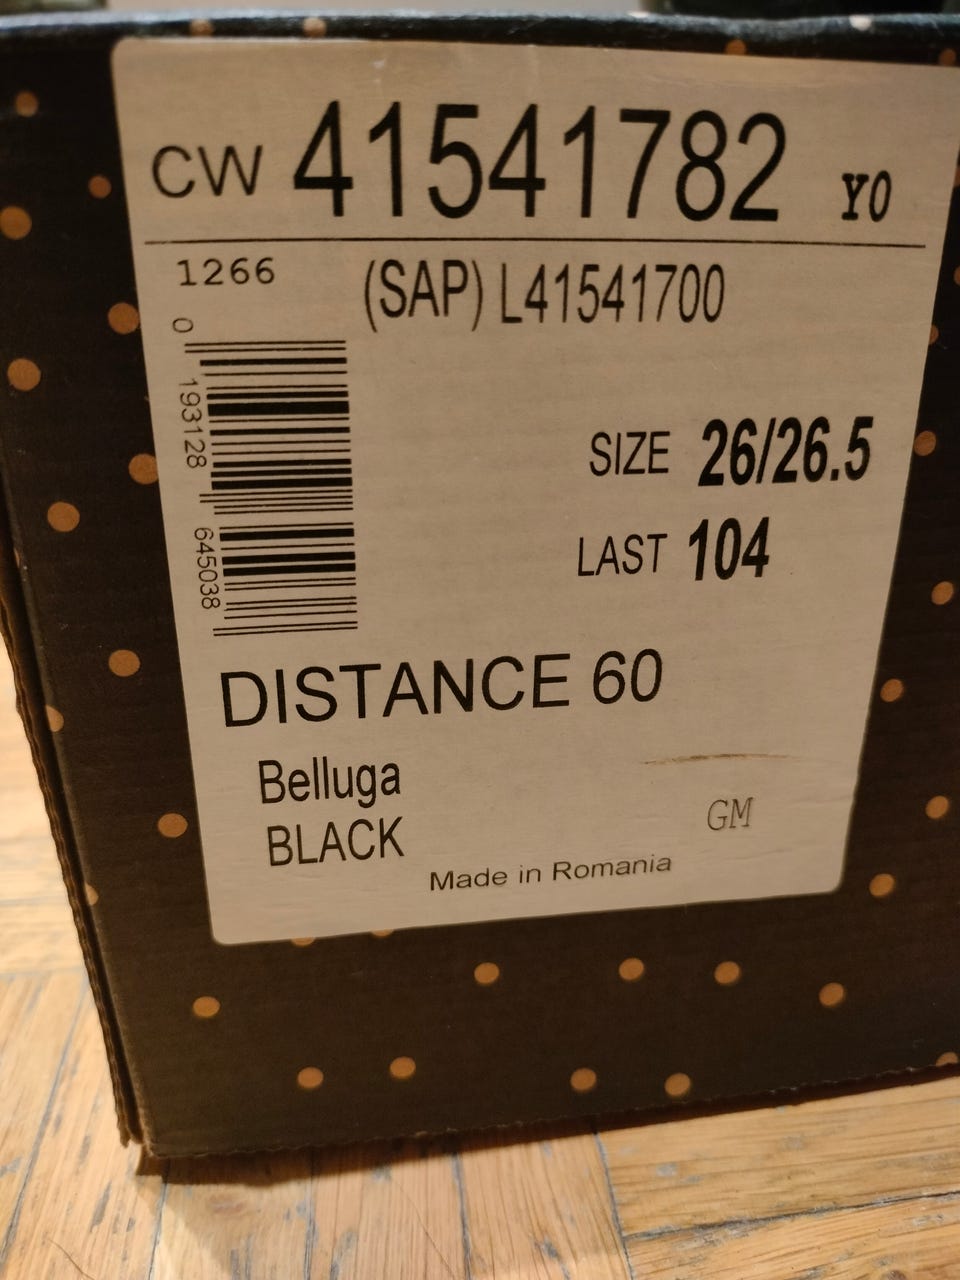 CW 41541782 YO
1266 (SAP) L41541700
0 193128 645038
SIZE 26/26.5
LAST 104
DISTANCE 60
Belluga
BLACK
GM
Made in Romania